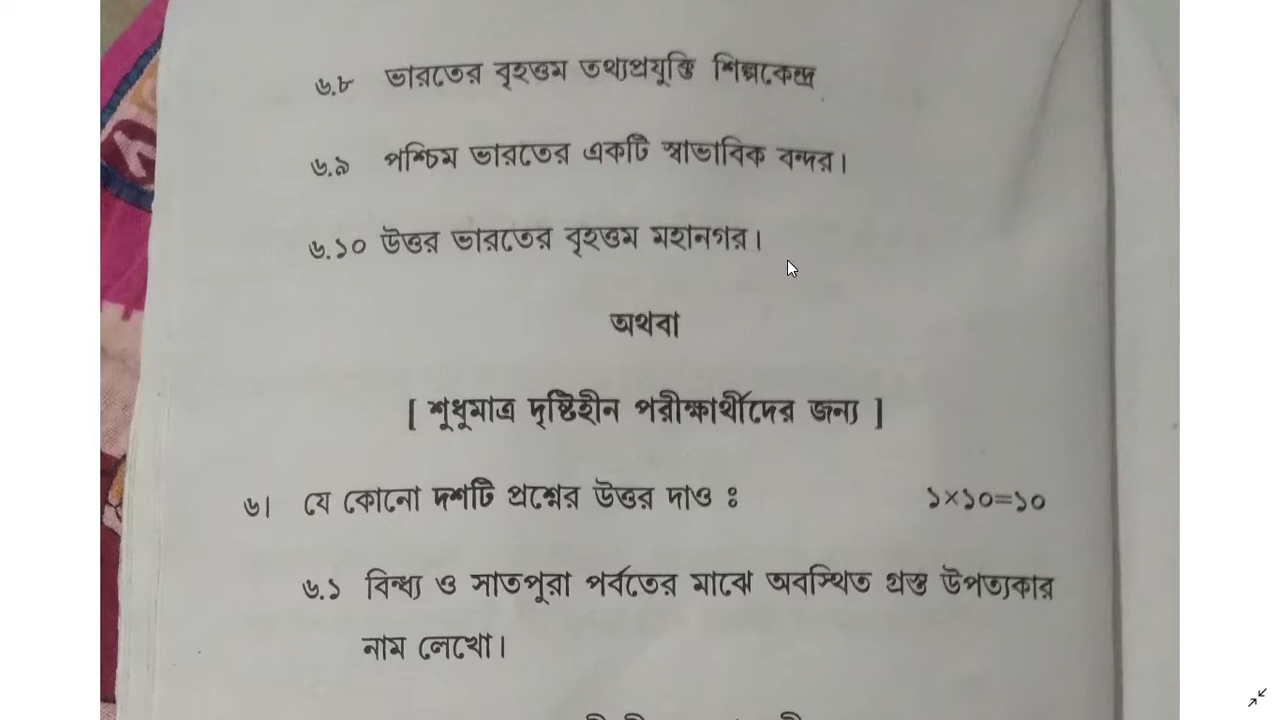 ৬.৮ ভারতের বৃহত্তম তথ্যপ্রযুক্তি শিল্পকেন্দ্র
৬.৯ পশ্চিম ভারতের একটি স্বাভাবিক বন্দর।
৬.১০ উত্তর ভারতের বৃহত্তম মহানগর।
অথবা
[ শুধুমাত্র দৃষ্টিহীন পরীক্ষার্থীদের জন্য ]
৬। যে কোনো দশটি প্রশ্নের উত্তর দাও ঃ ১×১০=১০
৬.১ বিন্ধ্য ও সাতপুরা পর্বতের মাঝে অবস্থিত গ্রস্ত উপত্যকার
নাম লেখো।